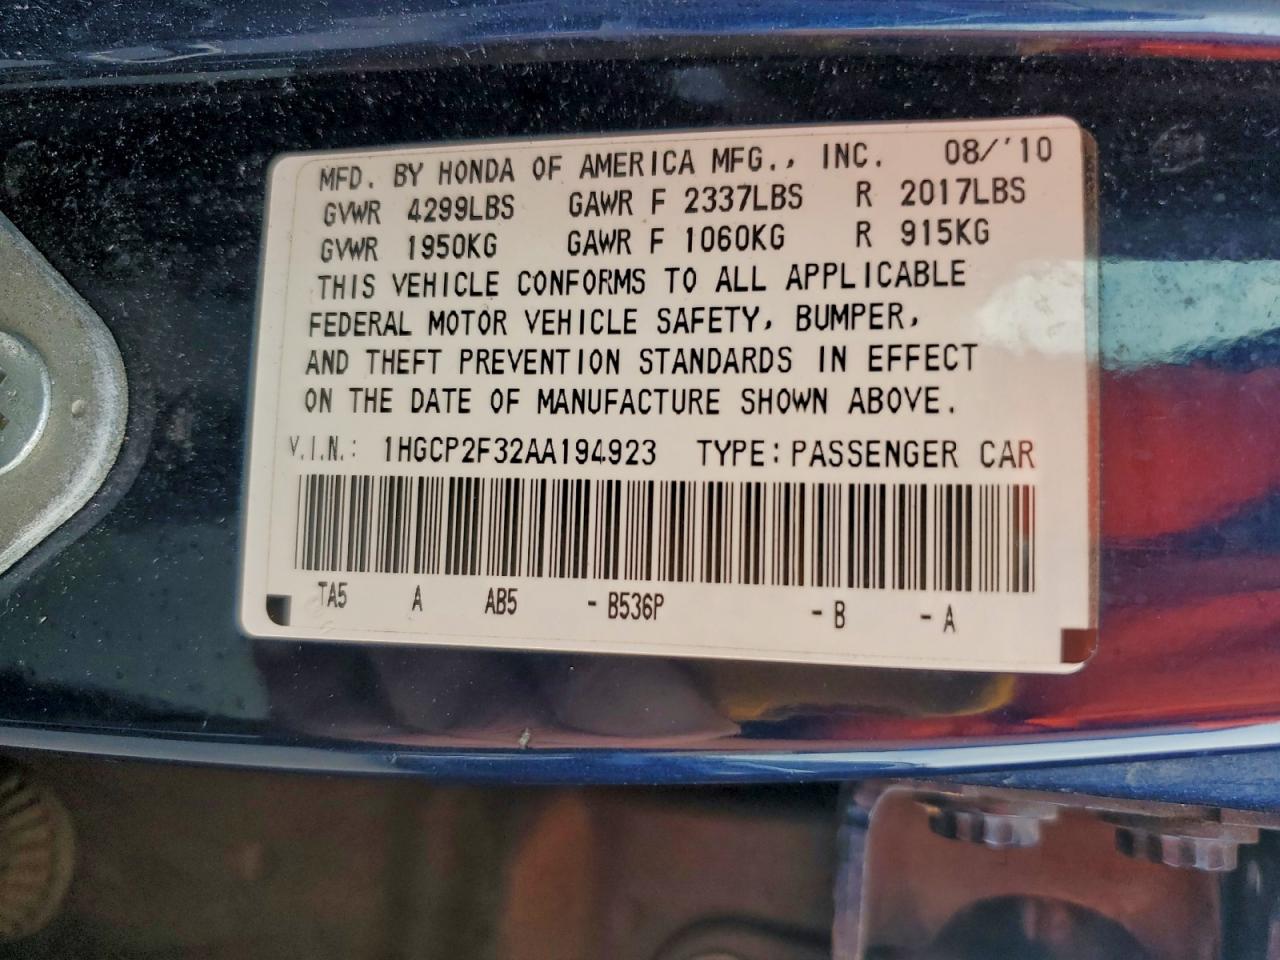 MFD. BY HONDA OF AMERICA MFG., INC. 08/'10
GVWR 4299LBS GAWR F 2337LBS R 2017LBS
GVWR 1950KG GAWR F 1060KG R 915KG
THIS VEHICLE CONFORMS TO ALL APPLICABLE
FEDERAL MOTOR VEHICLE SAFETY, BUMPER,
AND THEFT PREVENTION STANDARDS IN EFFECT
ON THE DATE OF MANUFACTURE SHOWN ABOVE.
V.I.N.: 1HGCP2F32AA194923 TYPE: PASSENGER CAR
TA5 A AB5 - B536P - B - A